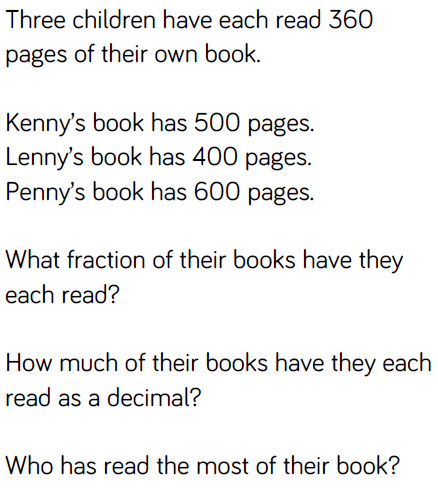 Three children have each read 360
pages of their own book.
Kenny’s book has 500 pages.
Lenny’s book has 400 pages.
Penny’s book has 600 pages.
What fraction of their books have they
each read?
How much of their books have they each
read as a decimal?
Who has read the most of their book?